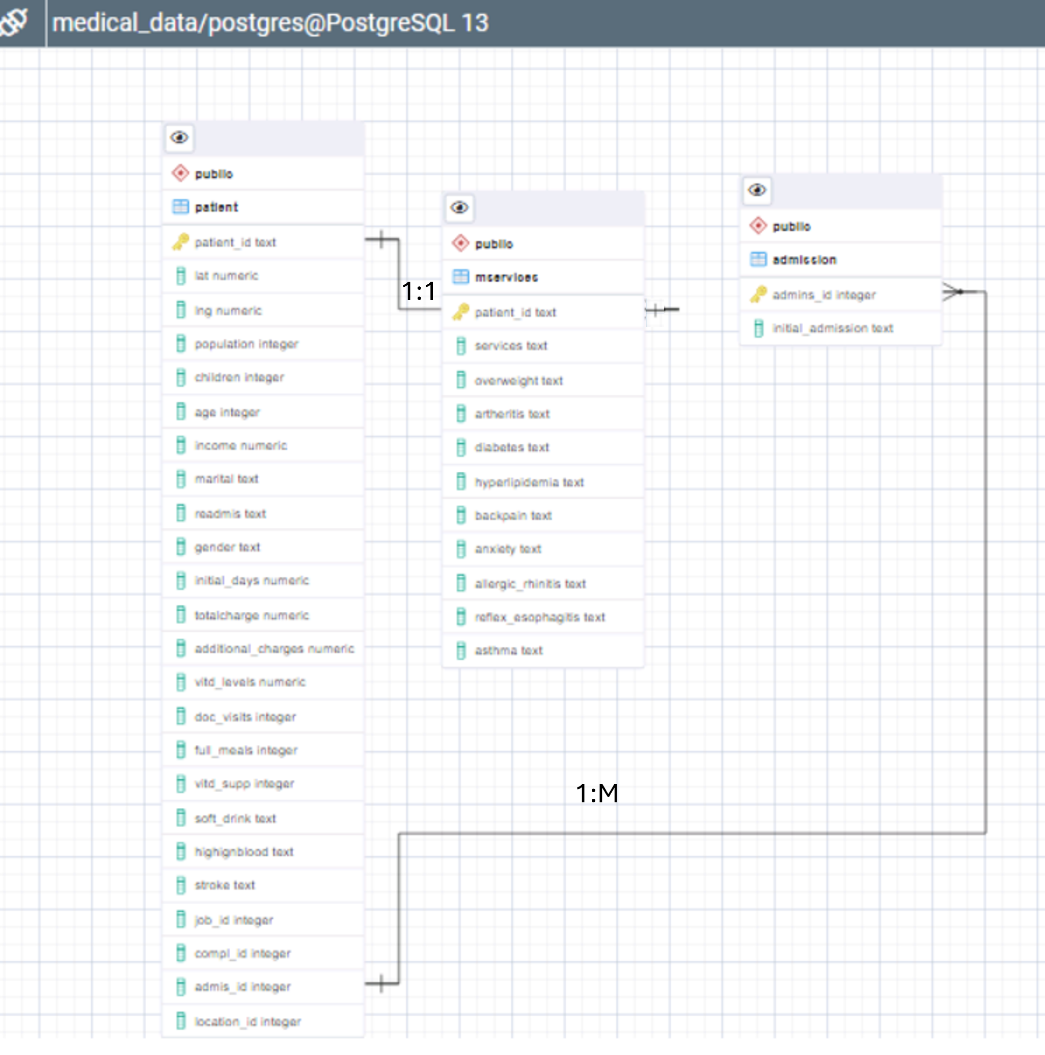 medical_data/postgres@PostgreSQL 13
public
patient
patient_id text
lat numeric
lng numeric
population integer
children integer
age integer
income numeric
marital text
readmis text
gender text
initial_days numeric
totalcharge numeric
additional_charges numeric
vitd_levels numeric
doc_visits integer
full_meals integer
vitd_supp integer
soft_drink text
highignblood text
stroke text
job_id integer
compl_id integer
admis_id integer
location_id integer
1:1
public
mservices
patient_id text
services text
overweight text
artheritis text
diabetes text
hyperlipidemia text
backpain text
anxiety text
allergic_rhinitis text
reflex_esophagitis text
asthma text
public
admission
admins_id integer
initial_admission text
1:M